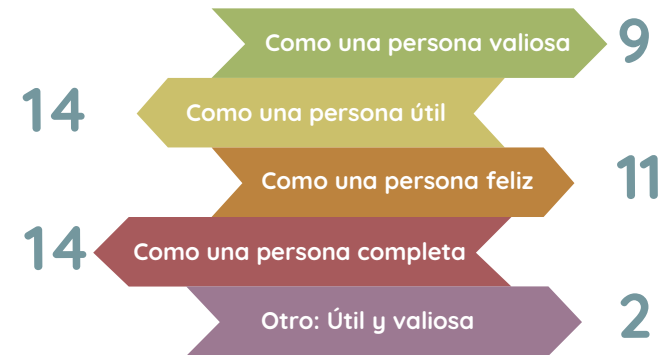 Como una persona valiosa 9
14 Como una persona útil
Como una persona feliz 11
14 Como una persona completa
Otro: Útil y valiosa 2